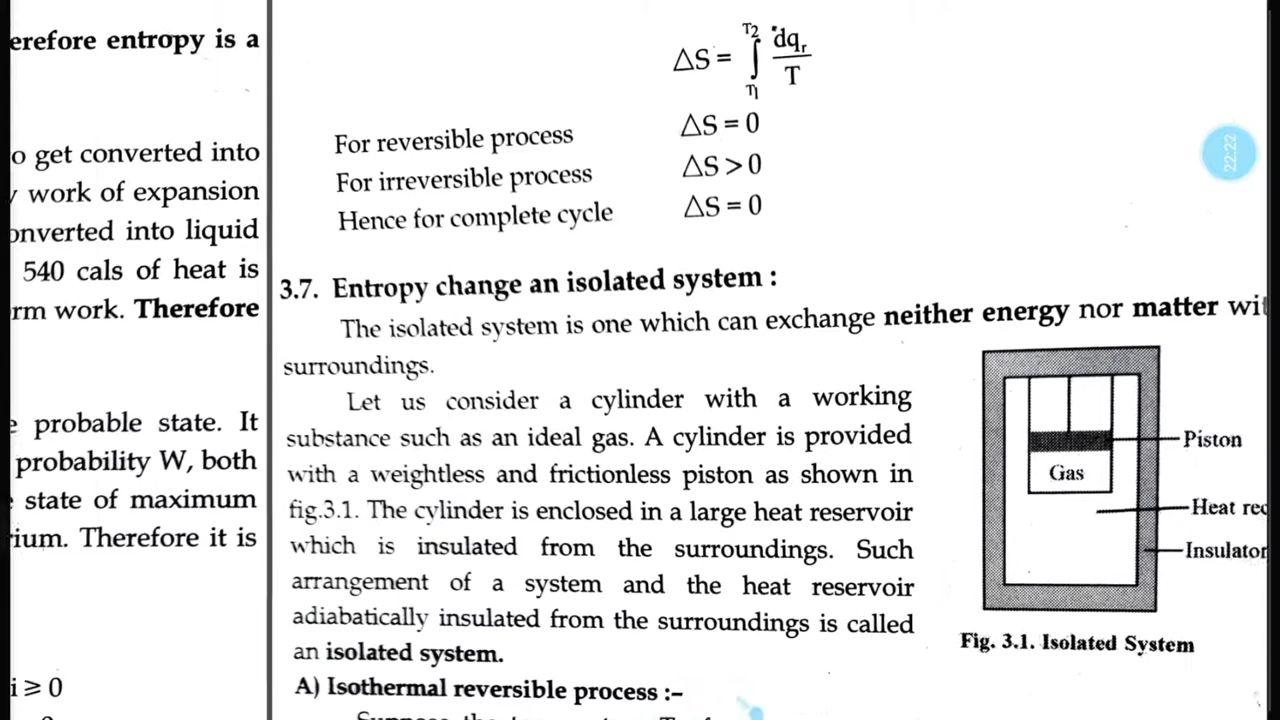 erefore entropy is a
o get converted into
work of expansion
onverted into liquid
540 cals of heat is
rm work. Therefore
probable state. It
probability W, both
state of maximum
rium. Therefore it is
i ≥ 0
△S = ∫ T2 T1 dqr / T
For reversible process △S = 0
For irreversible process △S > 0
Hence for complete cycle △S = 0
3.7. Entropy change an isolated system :
The isolated system is one which can exchange neither energy nor matter wit
surroundings.
Let us consider a cylinder with a working
substance such as an ideal gas. A cylinder is provided
with a weightless and frictionless piston as shown in
fig.3.1. The cylinder is enclosed in a large heat reservoir
which is insulated from the surroundings. Such
arrangement of a system and the heat reservoir
adiabatically insulated from the surroundings is called
an isolated system.
A) Isothermal reversible process :–
Piston
Gas
Heat rec
Insulator
Fig. 3.1. Isolated System
22:22